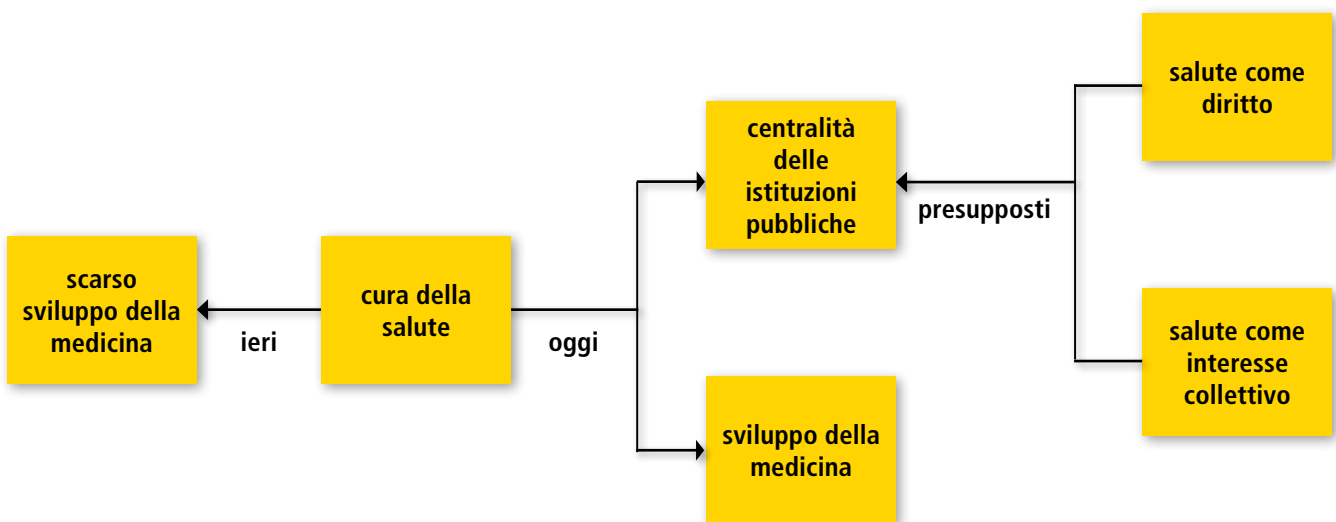 scarso
sviluppo della
medicina
ieri
cura della
salute
oggi
centralità
delle
istituzioni
pubbliche
sviluppo della
medicina
presupposti
salute come
diritto
salute come
interesse
collettivo